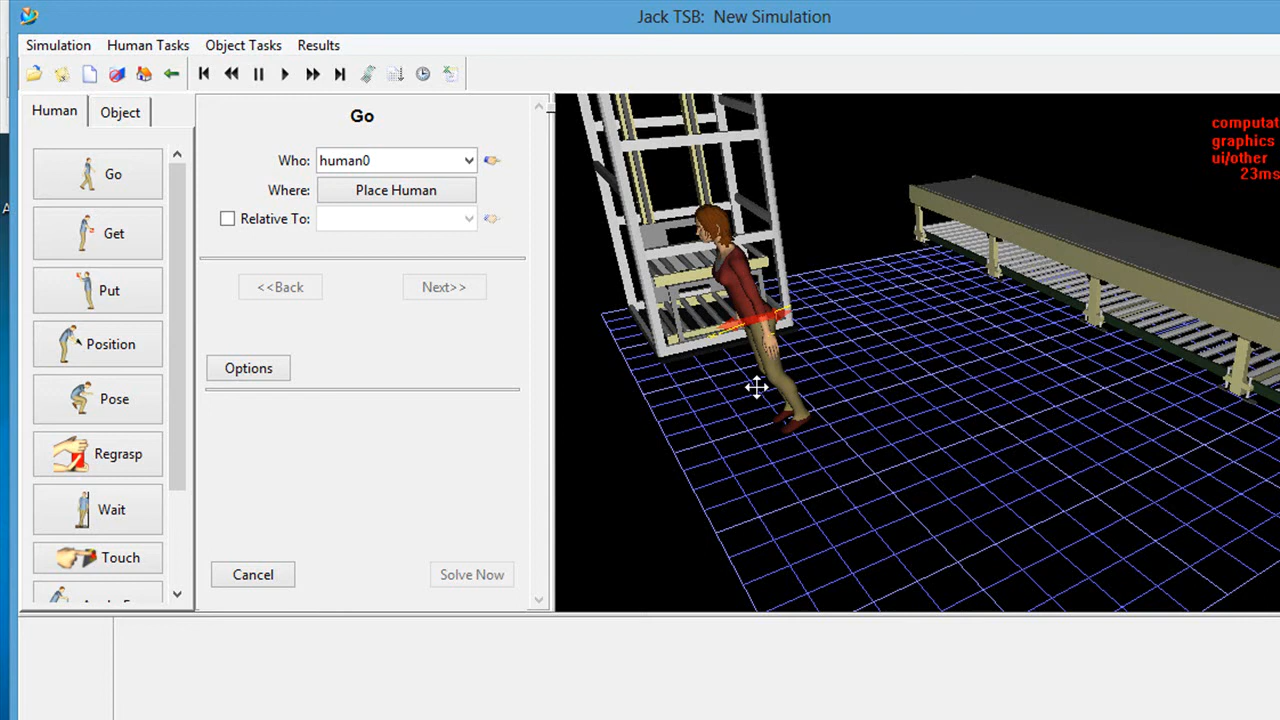 Jack TSB:  New Simulation
Simulation Human Tasks Object Tasks Results
Human Object
Go
Get
Put
Position
Pose
Regrasp
Wait
Touch
Go
Who: human0
Where: Place Human
Relative To:
<<Back Next>>
Options
Cancel Solve Now
computat
graphics
ui/other
23ms